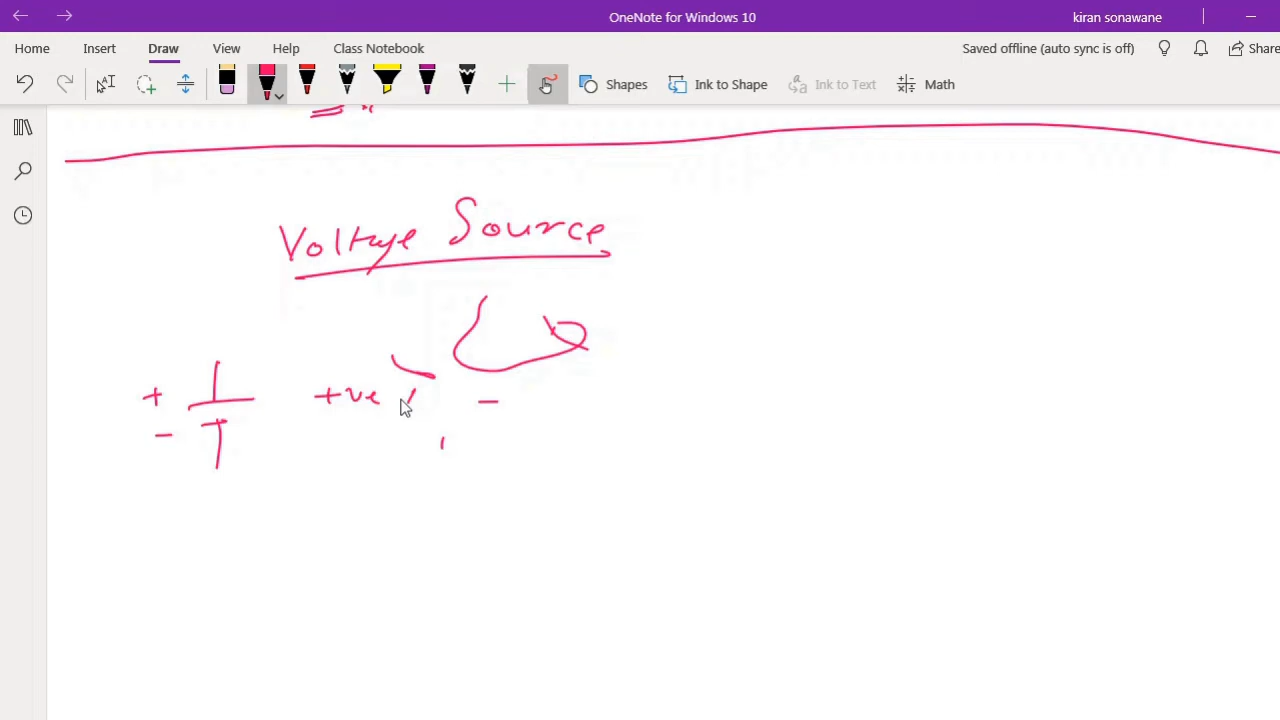 OneNote for Windows 10
kiran sonawane
Home Insert Draw View Help Class Notebook
Saved offline (auto sync is off)
Share
Shapes Ink to Shape Ink to Text Math
Voltage Source
+ +ve -
-